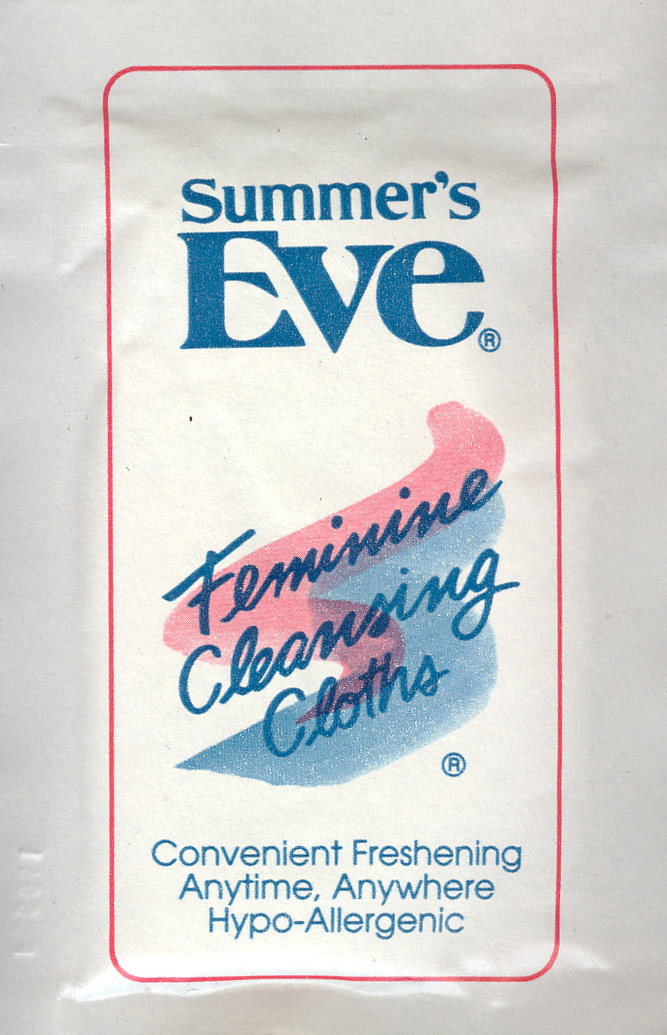 Summer's
Eve®
Feminine
Cleansing
Cloths
®
Convenient Freshening
Anytime, Anywhere
Hypo-Allergenic